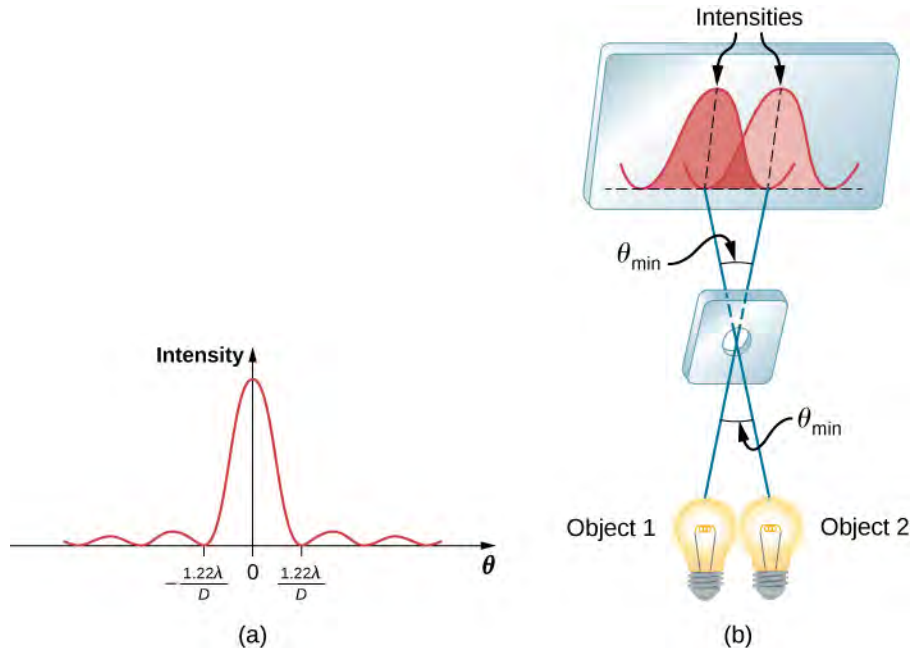 Intensities
θmin
Intensity
θmin
Object 1
Object 2
−1.22λ/D
0
1.22λ/D
θ
(a)
(b)